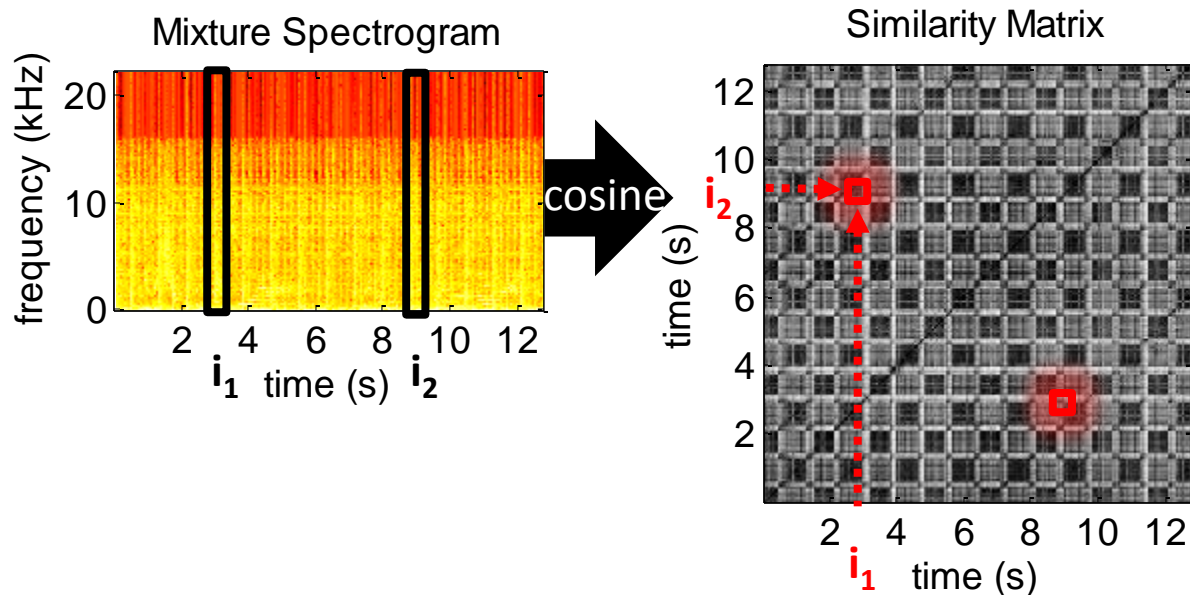 Mixture Spectrogram
frequency (kHz)
20
10
0
2 4 6 8 10 12
i1 time (s) i2
cosine
Similarity Matrix
time (s)
12
10
8
6
4
2
i2
2 4 6 8 10 12
i1 time (s)